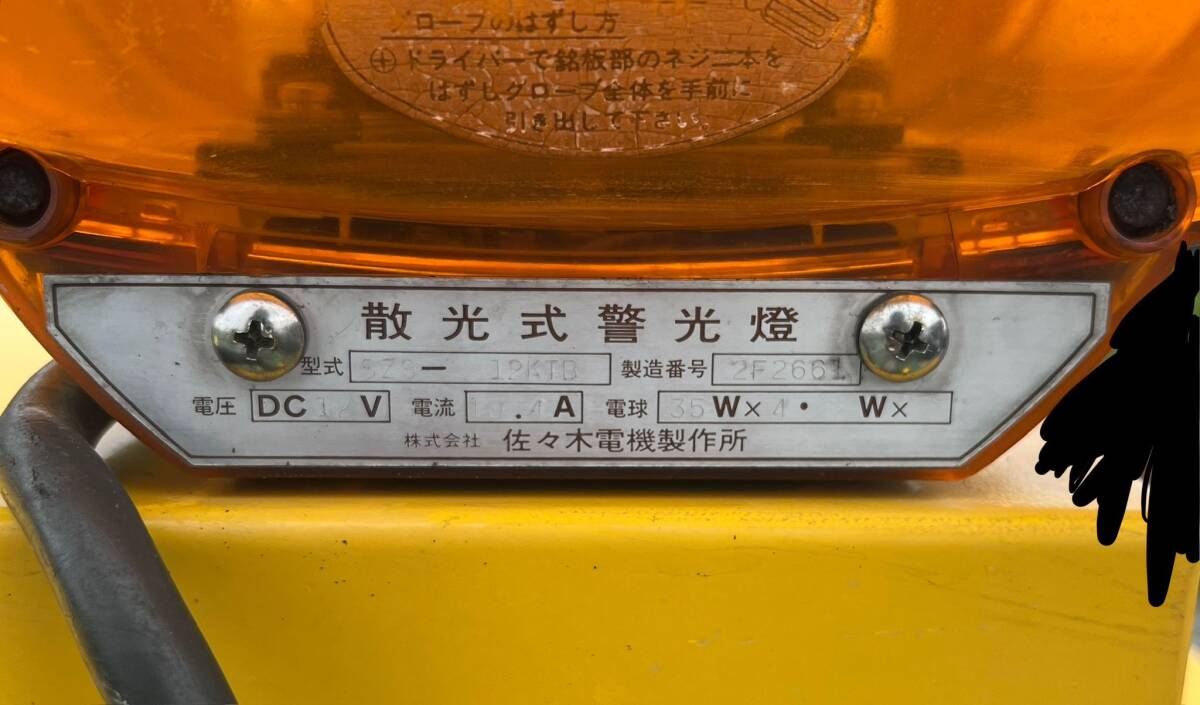 グローブのはずし方
⊕ドライバーで銘板部のネジ二本を
はずしグローブ全体を手前に
引き出して下さい。
散光式警光燈
型式 SZS— 12KTB 製造番号 2F2661
電圧 DC 12 V 電流 .4 A 電球 35 W× 4・ W×
株式会社 佐々木電機製作所